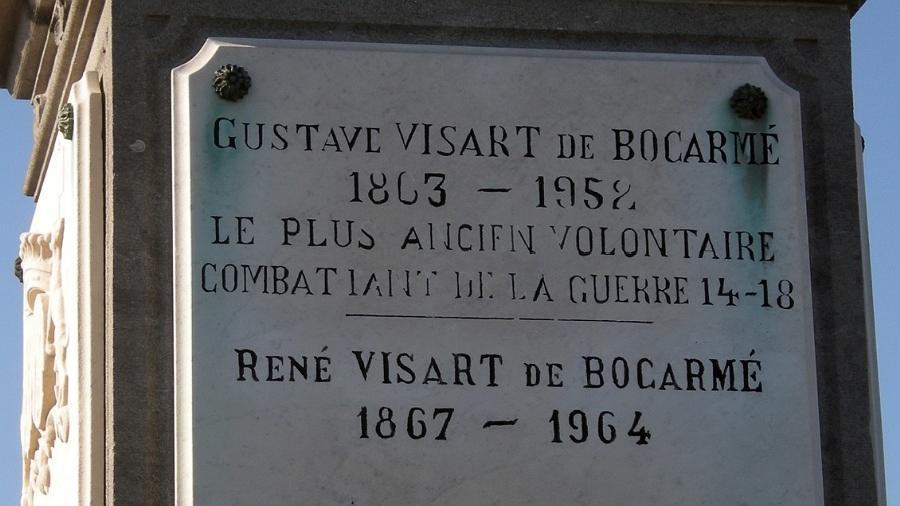 GUSTAVE VISART DE BOCARMÉ
1863 — 1952
LE PLUS ANCIEN VOLONTAIRE
COMBATTANT DE LA GUERRE 14-18
RENÉ VISART DE BOCARMÉ
1867 — 1964